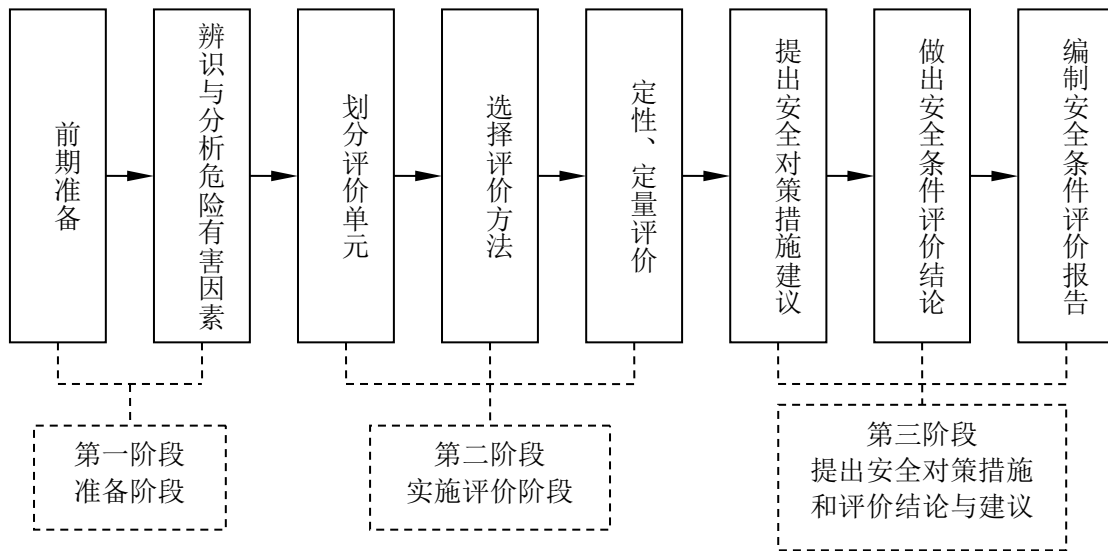 前期准备
辨识与分析危险有害因素
划分评价单元
选择评价方法
定性、定量评价
提出安全对策措施建议
做出安全条件评价结论
编制安全条件评价报告
第一阶段
准备阶段
第二阶段
实施评价阶段
第三阶段
提出安全对策措施
和评价结论与建议